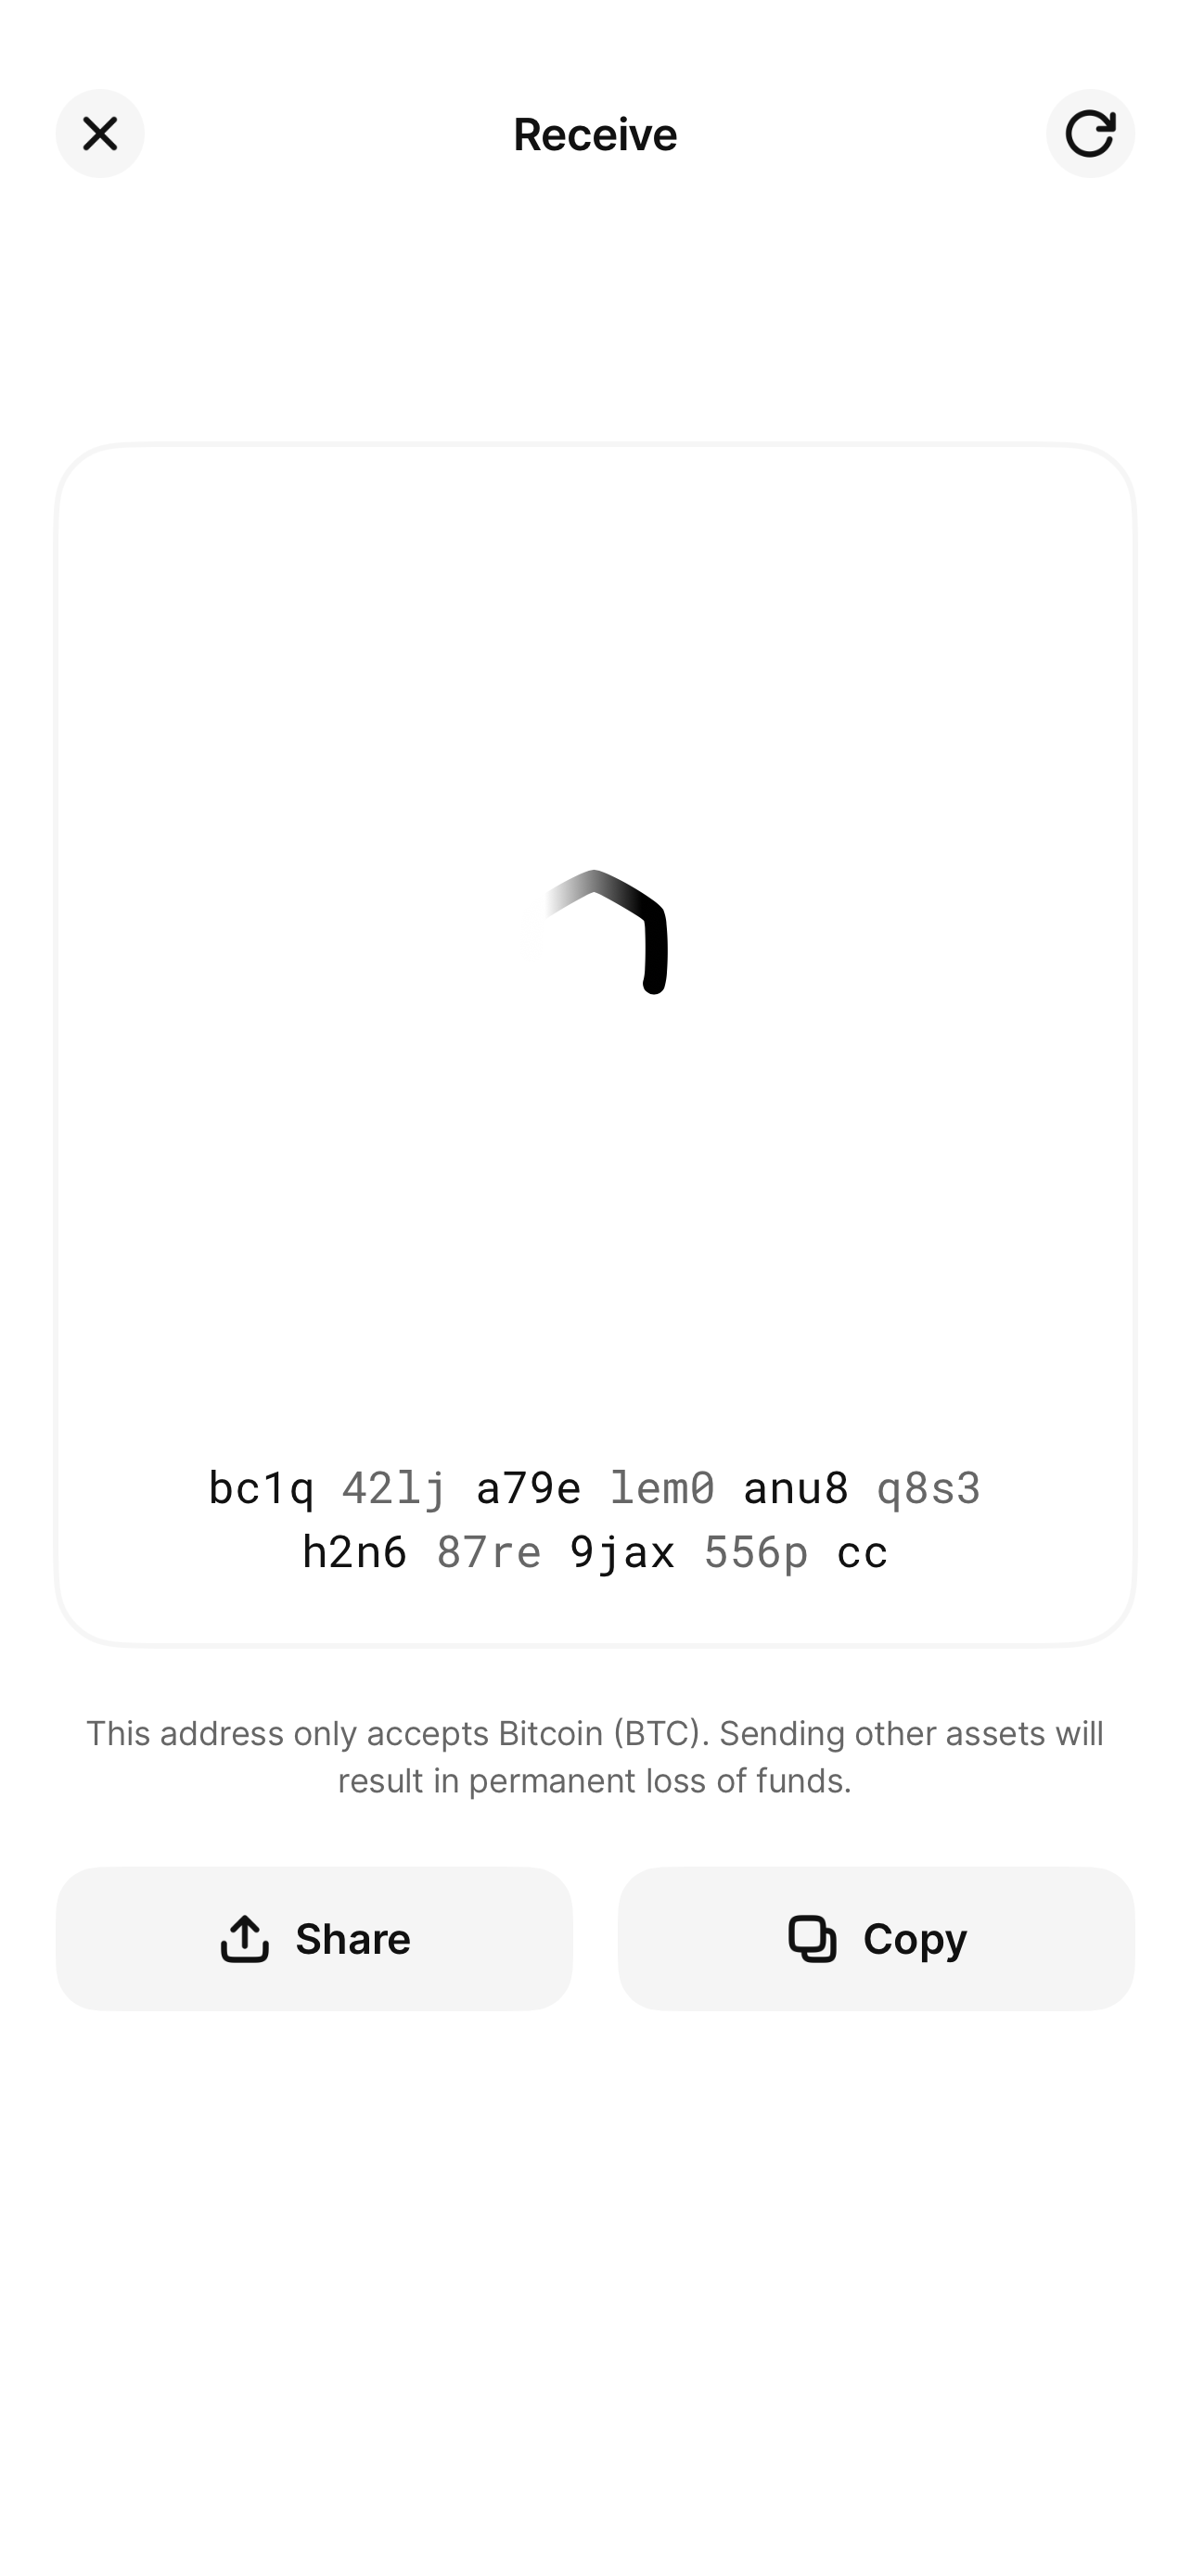 Receive
bc1q 42lj a79e lem0 anu8 q8s3
h2n6 87re 9jax 556p cc
This address only accepts Bitcoin (BTC). Sending other assets will
result in permanent loss of funds.
Share
Copy